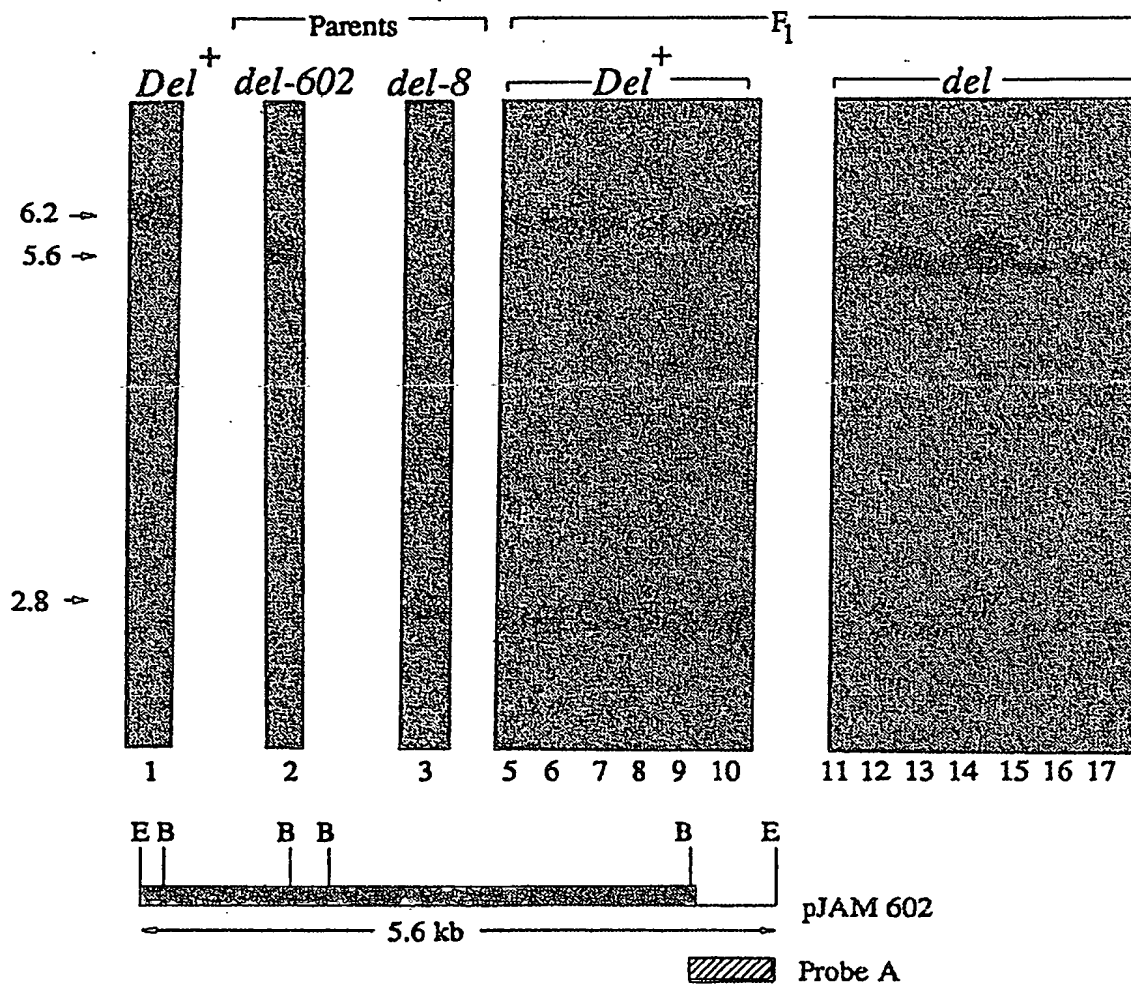 Parents F1
Del+ del-602 del-8 Del+ del
6.2
5.6
2.8
1 2 3 5 6 7 8 9 10 11 12 13 14 15 16 17
E B B B B E
pJAM 602
5.6 kb
Probe A